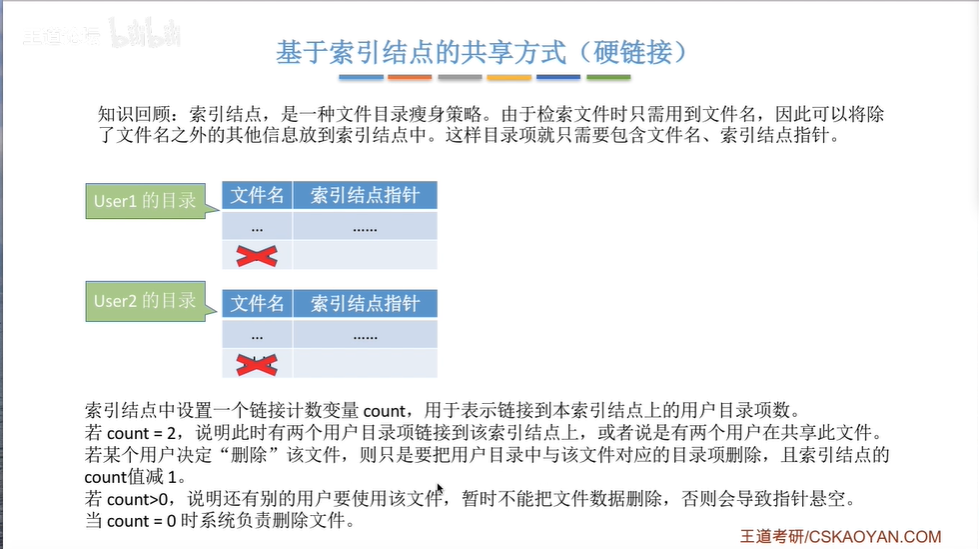 bilibili
基于索引结点的共享方式（硬链接）
知识回顾：索引结点，是一种文件目录瘦身策略。由于检索文件时只需用到文件名，因此可以将除
了文件名之外的其他信息放到索引结点中。这样目录项就只需要包含文件名、索引结点指针。
User1 的目录
文件名 索引结点指针
... ......
User2 的目录
文件名 索引结点指针
... ......
索引结点中设置一个链接计数变量 count，用于表示链接到本索引结点上的用户目录项数。
若 count = 2，说明此时有两个用户目录项链接到该索引结点上，或者说是有两个用户在共享此文件。
若某个用户决定“删除”该文件，则只是要把用户目录中与该文件对应的目录项删除，且索引结点的
count值减 1。
若 count>0，说明还有别的用户要使用该文件，暂时不能把文件数据删除，否则会导致指针悬空。
当 count = 0 时系统负责删除文件。
王道考研/CSKAOYAN.COM